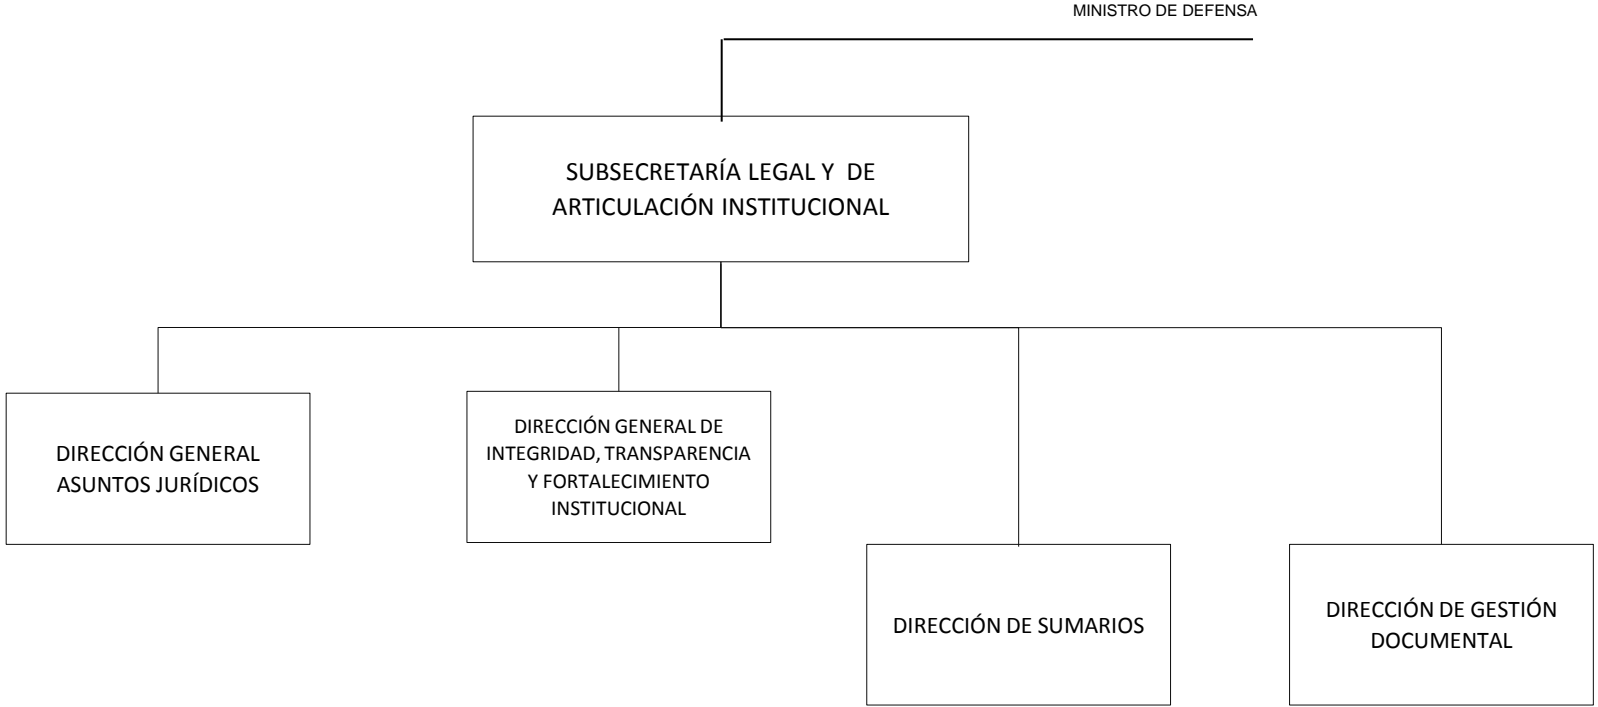 MINISTRO DE DEFENSA
SUBSECRETARÍA LEGAL Y  DE
ARTICULACIÓN INSTITUCIONAL
DIRECCIÓN GENERAL
ASUNTOS JURÍDICOS
DIRECCIÓN GENERAL DE
INTEGRIDAD, TRANSPARENCIA
Y FORTALECIMIENTO
INSTITUCIONAL
DIRECCIÓN DE SUMARIOS
DIRECCIÓN DE GESTIÓN
DOCUMENTAL